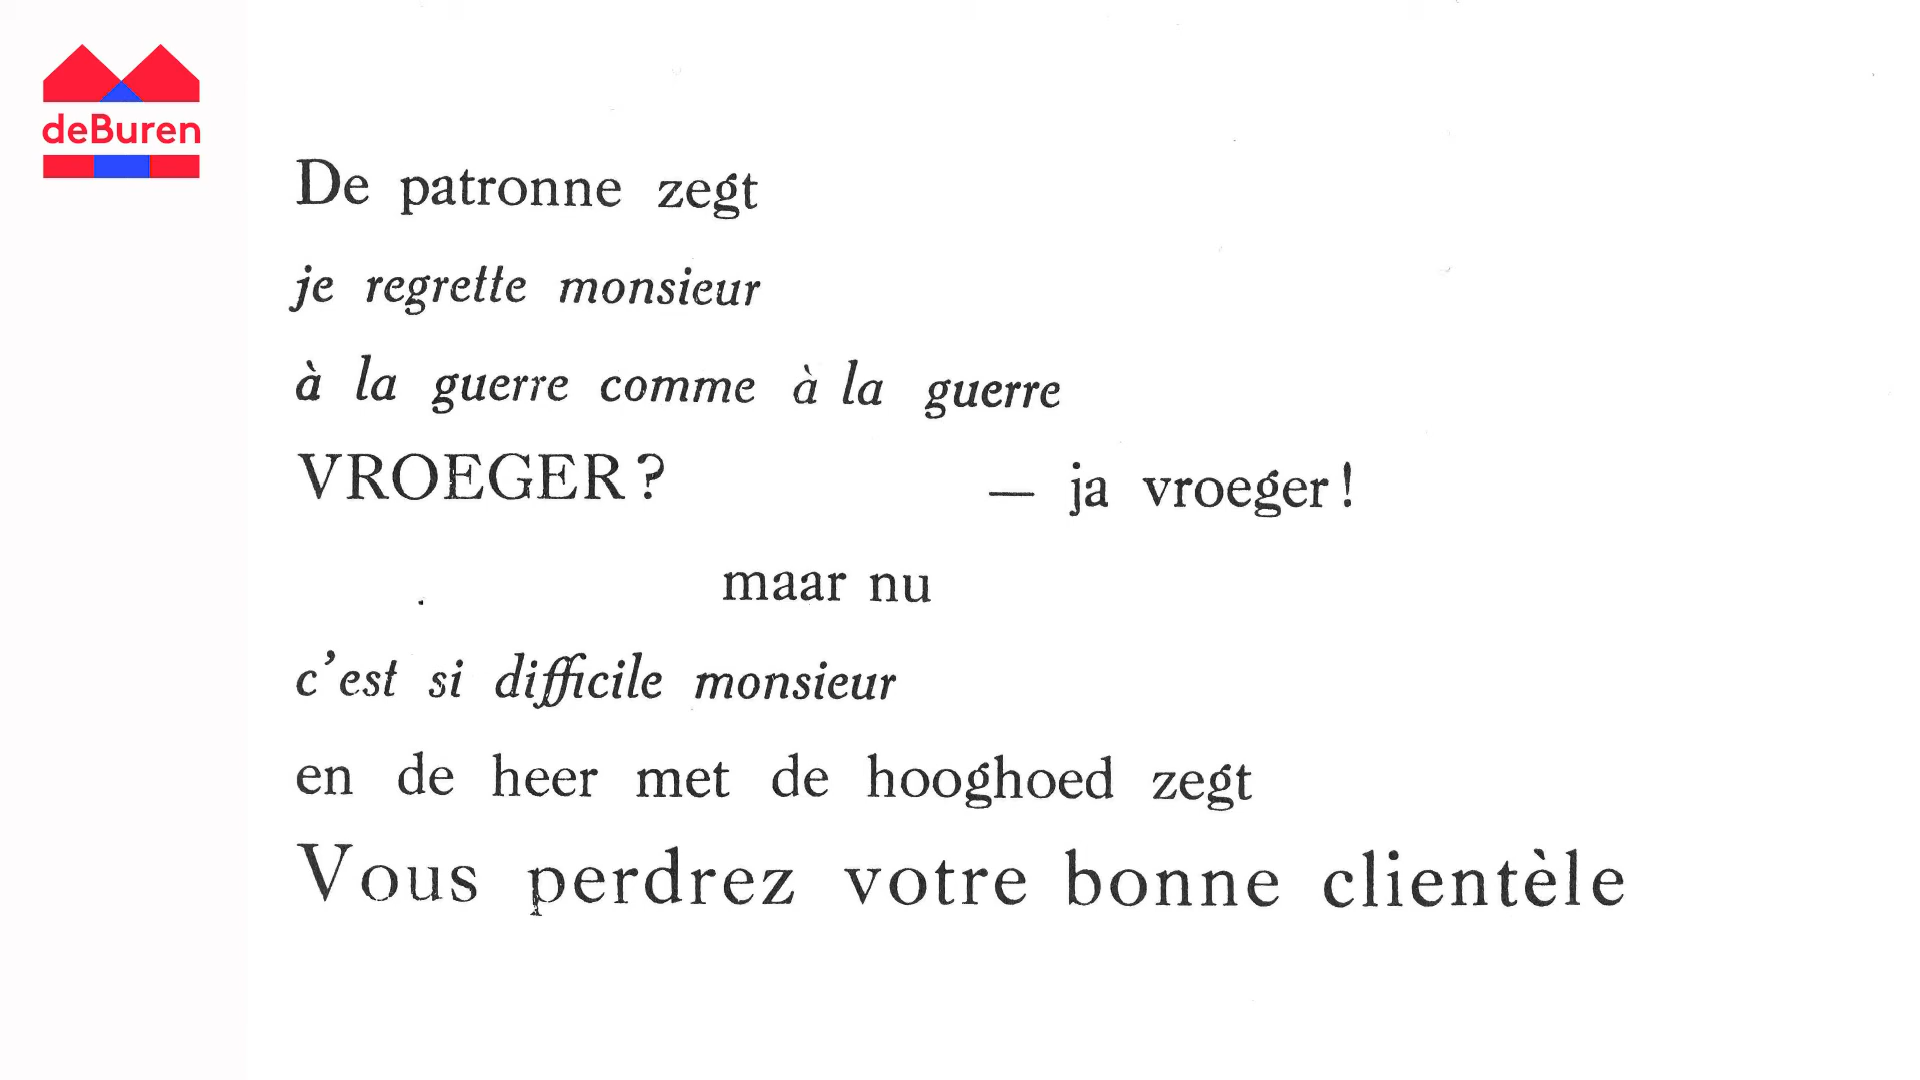 deBuren
De patronne zegt
je regrette monsieur
à la guerre comme à la guerre
VROEGER? — ja vroeger!
maar nu
c'est si difficile monsieur
en de heer met de hooghoed zegt
Vous perdrez votre bonne clientèle